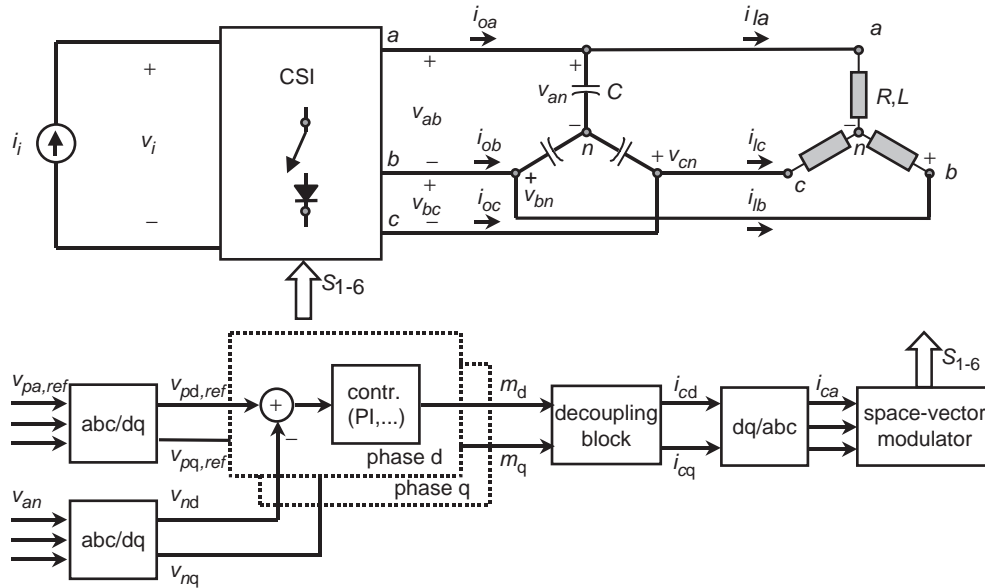 i_oa
i_la
a
a
+
+
+
CSI
v_an
C
R,L
v_ab
i_i
v_i
−
n
−
n
b
−
i_ob
+
v_cn
i_lc
+
b
+
v_bc
+
v_bn
c
i_lb
−
c
−
i_oc
S_1-6
v_pa,ref
v_pd,ref
abc/dq
v_pq,ref
+
−
contr.
(PI,...)
phase d
phase q
m_d
m_q
decoupling
block
i_cd
i_cq
dq/abc
i_ca
S_1-6
space-vector
modulator
v_an
abc/dq
v_nd
v_nq